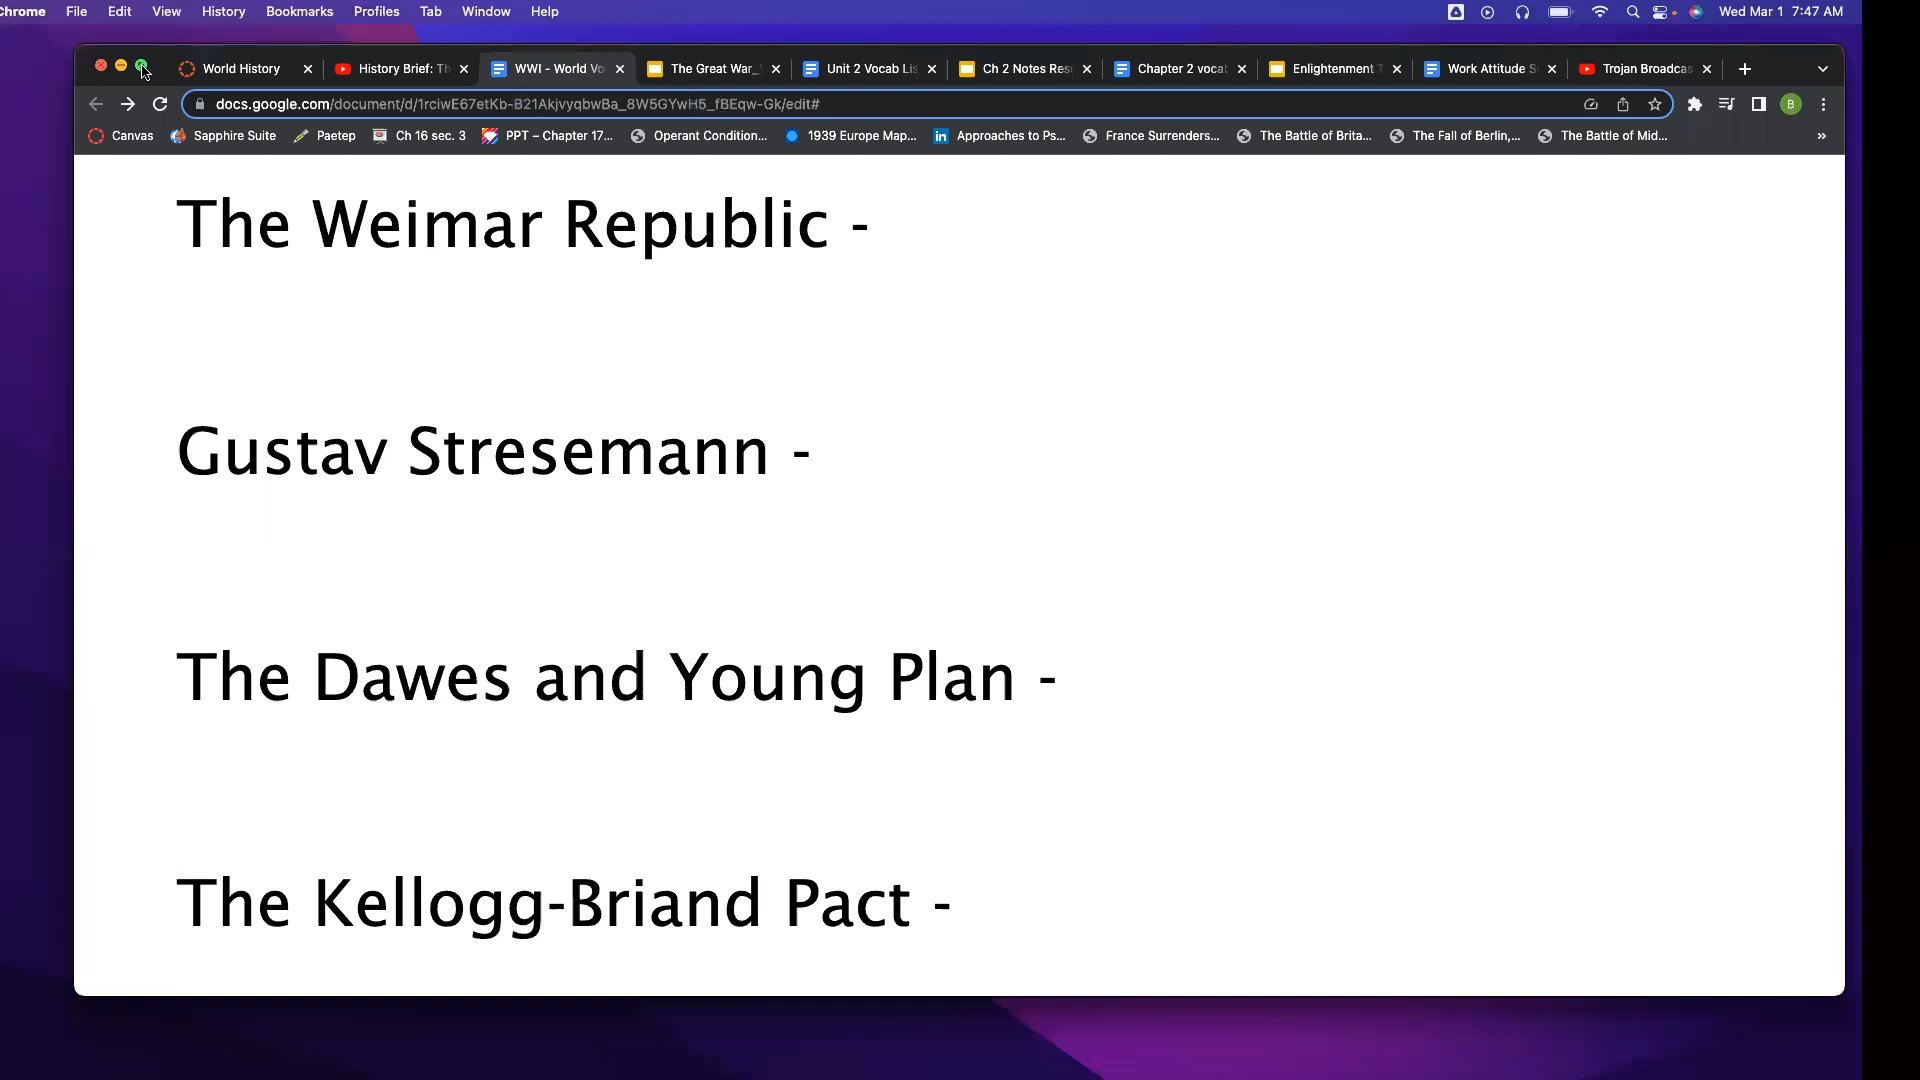 Chrome File Edit View History Bookmarks Profiles Tab Window Help Wed Mar 1 7:47 AM
World History History Brief: Th WWI - World Vo The Great War_ Unit 2 Vocab Lis Ch 2 Notes Res Chapter 2 vocab Enlightenment T Work Attitude S Trojan Broadcas
docs.google.com/document/d/1rciwE67etKb-B21AkjvyqbwBa_8W5GYwH5_fBEqw-Gk/edit# B
Canvas Sapphire Suite Paetep Ch 16 sec. 3 PPT – Chapter 17... Operant Condition... 1939 Europe Map... in Approaches to Ps... France Surrenders... The Battle of Brita... The Fall of Berlin,... The Battle of Mid... »
The Weimar Republic -
Gustav Stresemann -
The Dawes and Young Plan -
The Kellogg-Briand Pact -